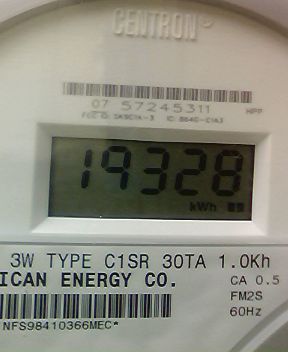 CENTRON
07 57245311
HPP
19328
kWh
3W TYPE C1SR 30TA 1.0Kh
ICAN ENERGY CO.
CA 0.5
FM2S
60Hz
NFS98410366MEC*